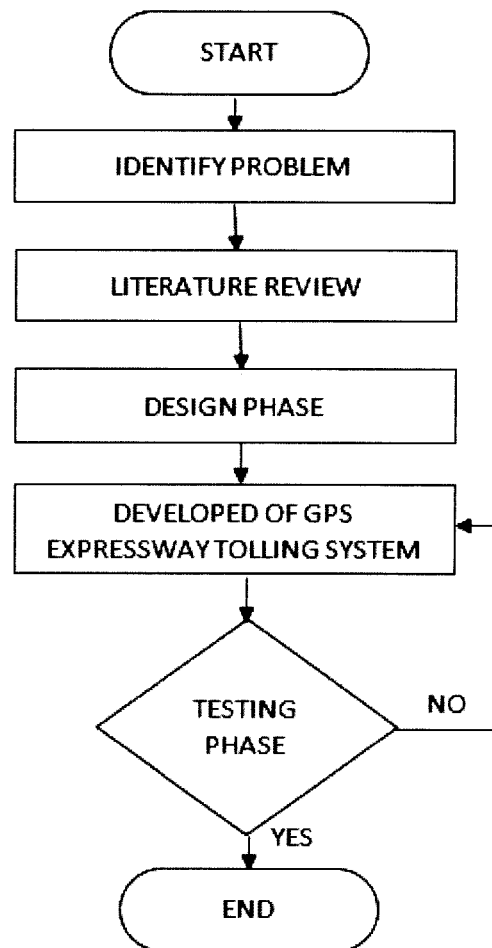 START
IDENTIFY PROBLEM
LITERATURE REVIEW
DESIGN PHASE
DEVELOPED OF GPS
EXPRESSWAY TOLLING SYSTEM
TESTING
PHASE
NO
YES
END